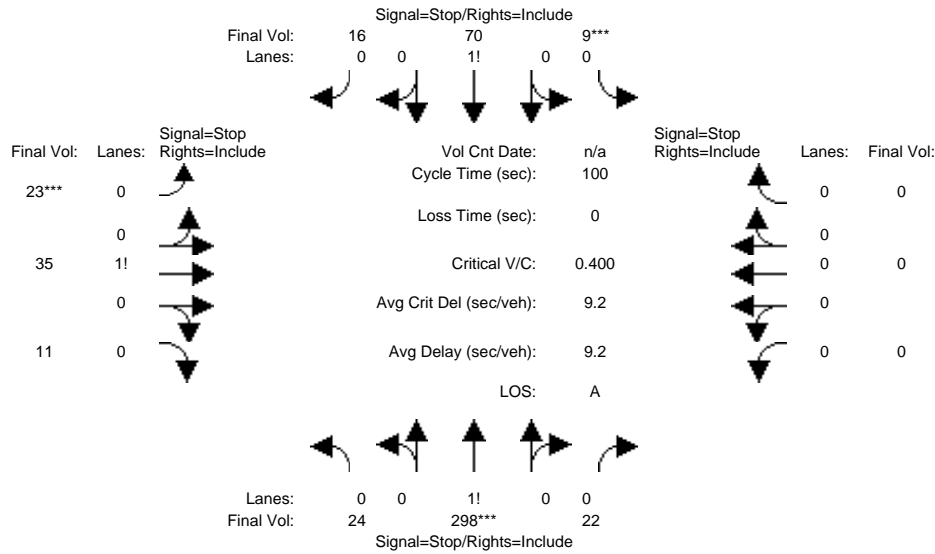 Signal=Stop/Rights=Include
Final Vol: 16 70 9***
Lanes: 0 0 1! 0 0
Signal=Stop
Final Vol: Lanes: Rights=Include
Vol Cnt Date: n/a
Signal=Stop
Rights=Include Lanes: Final Vol:
Cycle Time (sec): 100
23*** 0
0 0
Loss Time (sec): 0
0
0
35 1!
Critical V/C: 0.400
0 0
0
Avg Crit Del (sec/veh): 9.2
0
11 0
Avg Delay (sec/veh): 9.2
0 0
LOS: A
Lanes: 0 0 1! 0 0
Final Vol: 24 298*** 22
Signal=Stop/Rights=Include